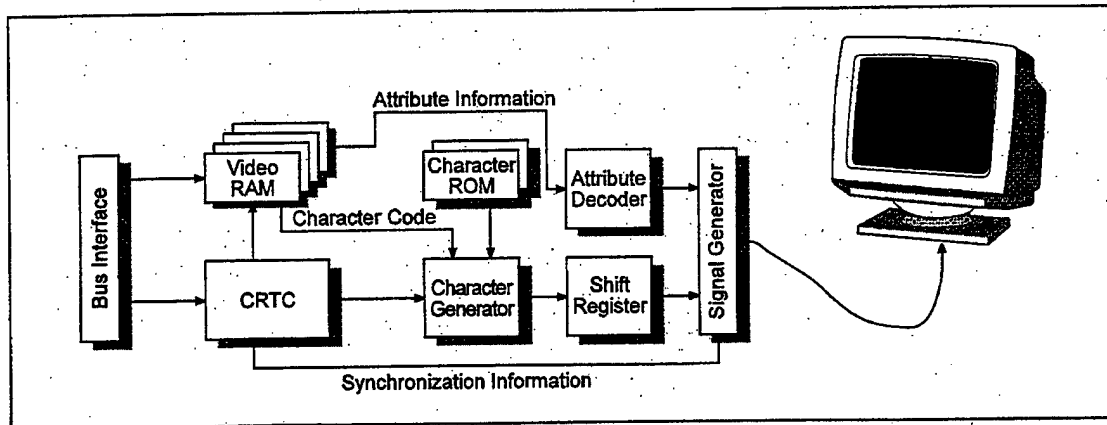 Attribute Information
Bus Interface
Video
RAM
Character
ROM
Attribute
Decoder
Signal Generator
Character Code
CRTC
Character
Generator
Shift
Register
Synchronization Information